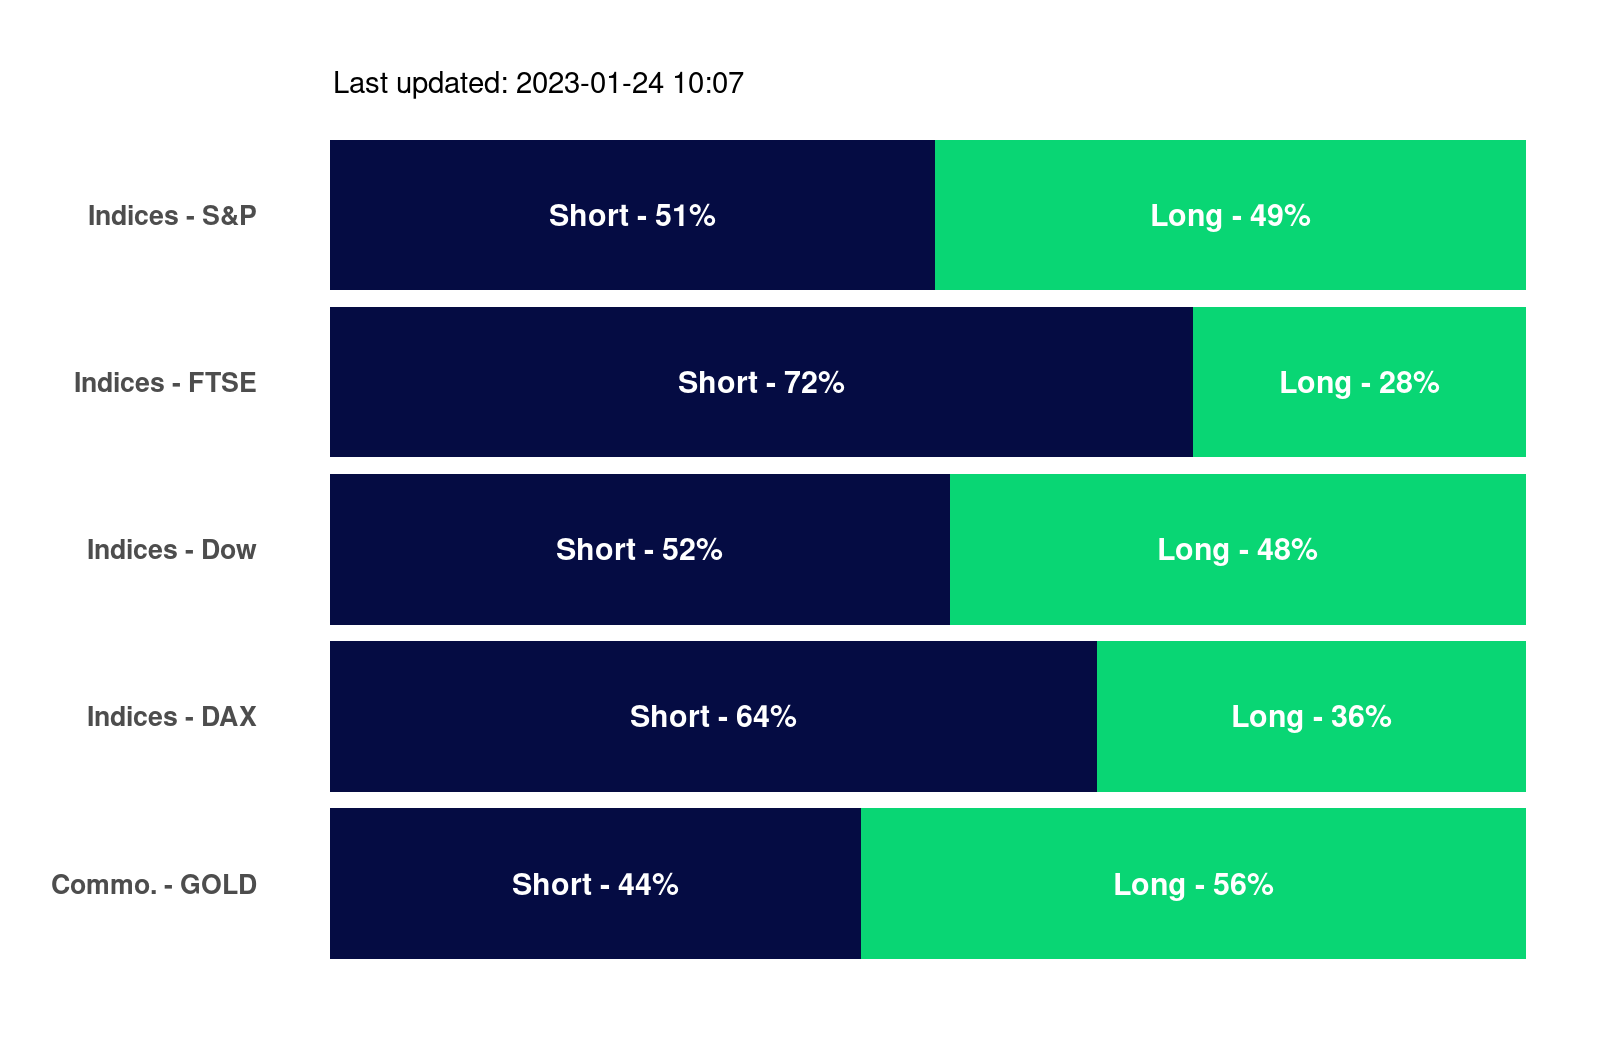 Last updated: 2023-01-24 10:07
Indices - S&P Short - 51% Long - 49%
Indices - FTSE Short - 72% Long - 28%
Indices - Dow Short - 52% Long - 48%
Indices - DAX Short - 64% Long - 36%
Commo. - GOLD Short - 44% Long - 56%